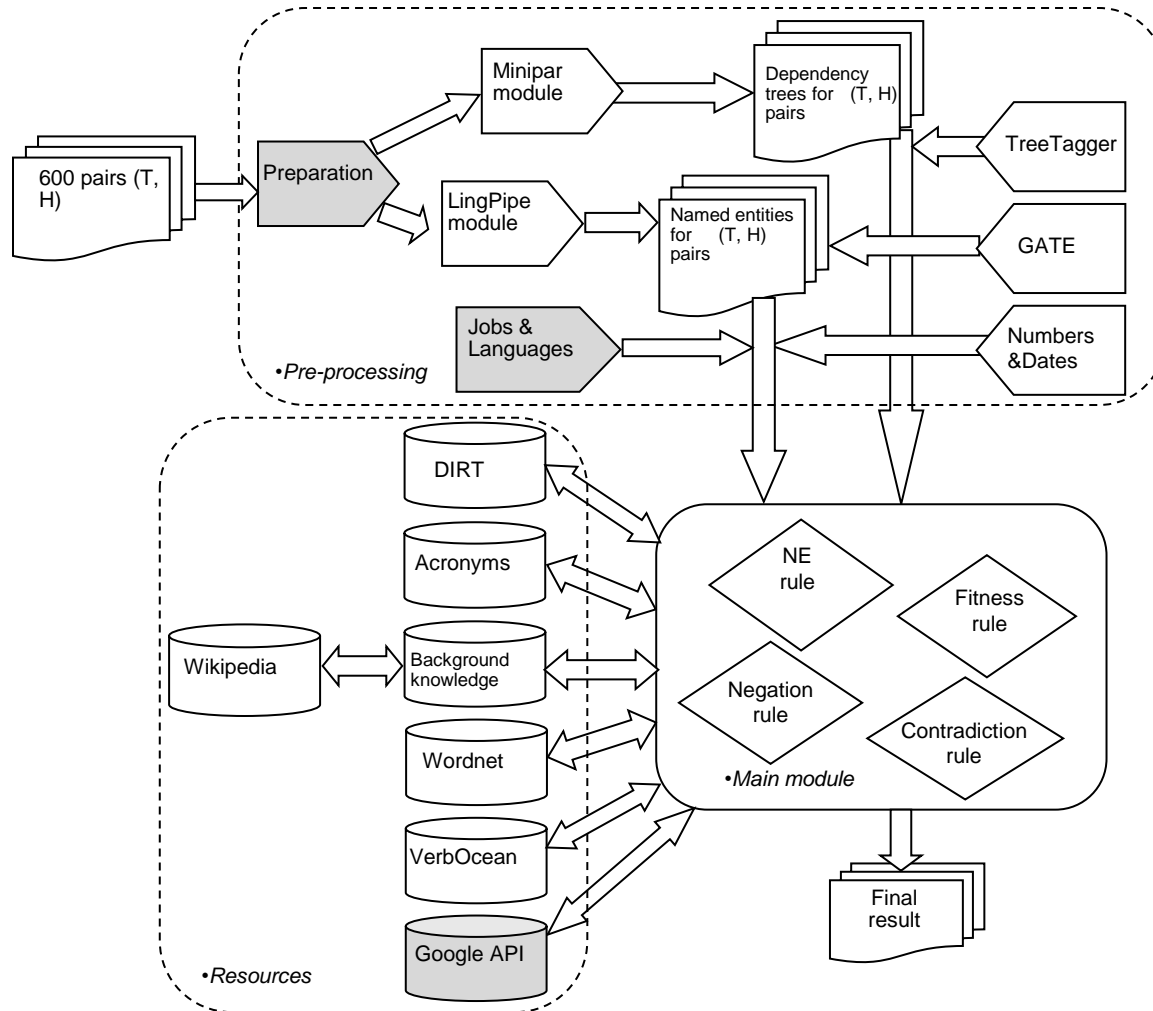 Minipar
module
Dependency
trees for (T, H)
pairs
TreeTagger
600 pairs (T,
H)
Preparation
LingPipe
module
Named entities
for (T, H)
pairs
GATE
Jobs &
Languages
Numbers
&Dates
•Pre-processing
DIRT
Acronyms
Wikipedia
Background
knowledge
Wordnet
VerbOcean
Google API
•Resources
NE
rule
Fitness
rule
Negation
rule
Contradiction
rule
•Main module
Final
result